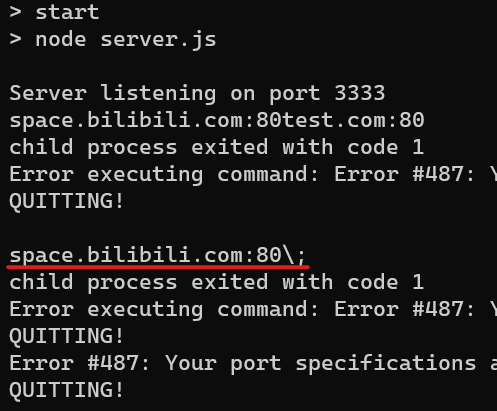 > start
> node server.js
Server listening on port 3333
space.bilibili.com:80test.com:80
child process exited with code 1
Error executing command: Error #487: Y
QUITTING!
space.bilibili.com:80\;
child process exited with code 1
Error executing command: Error #487: Y
QUITTING!
Error #487: Your port specifications a
QUITTING!